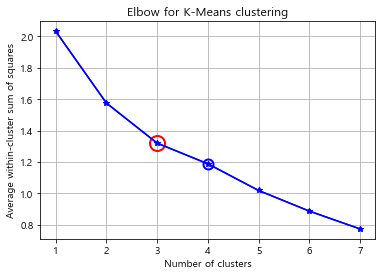 Elbow for K-Means clustering
Average within-cluster sum of squares
2.0
1.8
1.6
1.4
1.2
1.0
0.8
1 2 3 4 5 6 7
Number of clusters